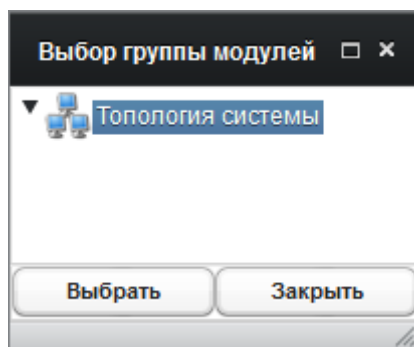 Выбор группы модулей
Топология системы
Выбрать Закрыть